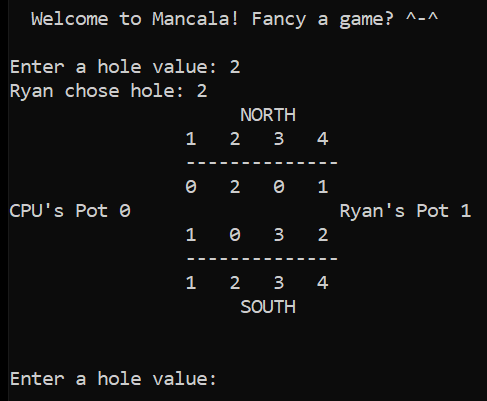 Welcome to Mancala! Fancy a game? ^-^
Enter a hole value: 2
Ryan chose hole: 2
NORTH
1 2 3 4
--------------
0 2 0 1
CPU's Pot 0 Ryan's Pot 1
1 0 3 2
--------------
1 2 3 4
SOUTH
Enter a hole value: